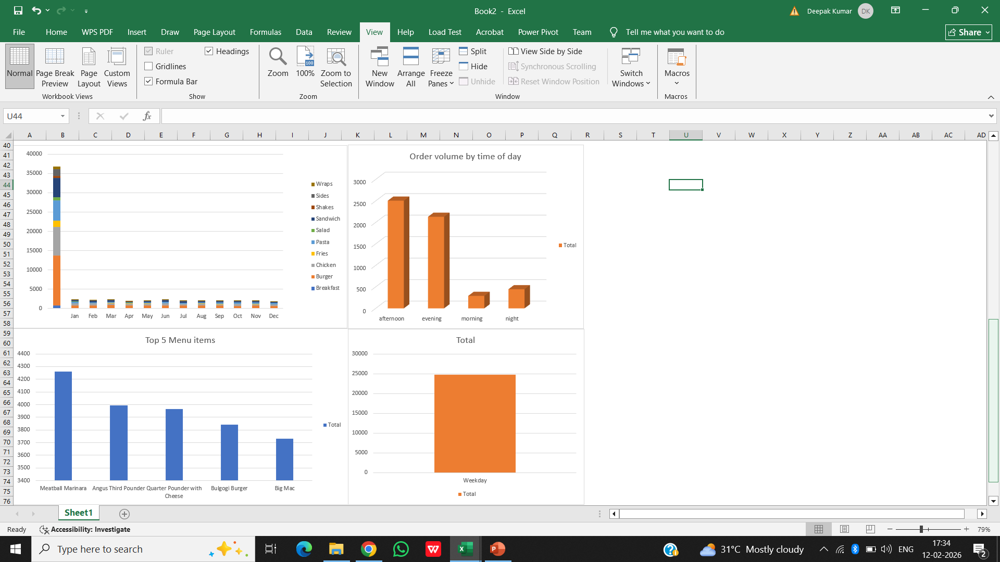 Book2 - Excel
Deepak Kumar DK
File Home WPS PDF Insert Draw Page Layout Formulas Data Review View Help Load Test Acrobat Power Pivot Team Tell me what you want to do Share
Normal
Page Break Preview
Page Layout
Custom Views
Workbook Views
Ruler
Headings
Gridlines
Formula Bar
Show
Zoom
100
100%
Zoom to Selection
Zoom
New Window
Arrange All
Freeze Panes
Split
Hide
Unhide
View Side by Side
Synchronous Scrolling
Reset Window Position
Window
Switch Windows
Macros
Macros
U44
fx
A B C D E F G H I J K L M N O P Q R S T U V W X Y Z AA AB AC AD
40
41
42
43
44
45
46
47
48
49
50
51
52
53
54
55
56
57
58
59
60
61
62
63
64
65
66
67
68
69
70
71
72
73
74
75
76
40000
35000
30000
25000
20000
15000
10000
5000
0
Jan Feb Mar Apr May Jun Jul Aug Sep Oct Nov Dec
Wraps
Sides
Shakes
Sandwich
Salad
Pasta
Fries
Chicken
Burger
Breakfast
Order volume by time of day
3000
2500
2000
1500
1000
500
0
afternoon evening morning night
Total
Top 5 Menu items
4400
4300
4200
4100
4000
3900
3800
3700
3600
3500
3400
Meatball Marinara Angus Third Pounder Quarter Pounder with Cheese Bulgogi Burger Big Mac
Total
Total
30000
25000
20000
15000
10000
5000
0
Weekday
Total
Sheet1
Ready Accessibility: Investigate 79%
Type here to search
31°C Mostly cloudy
ENG
17:34
12-02-2026
2